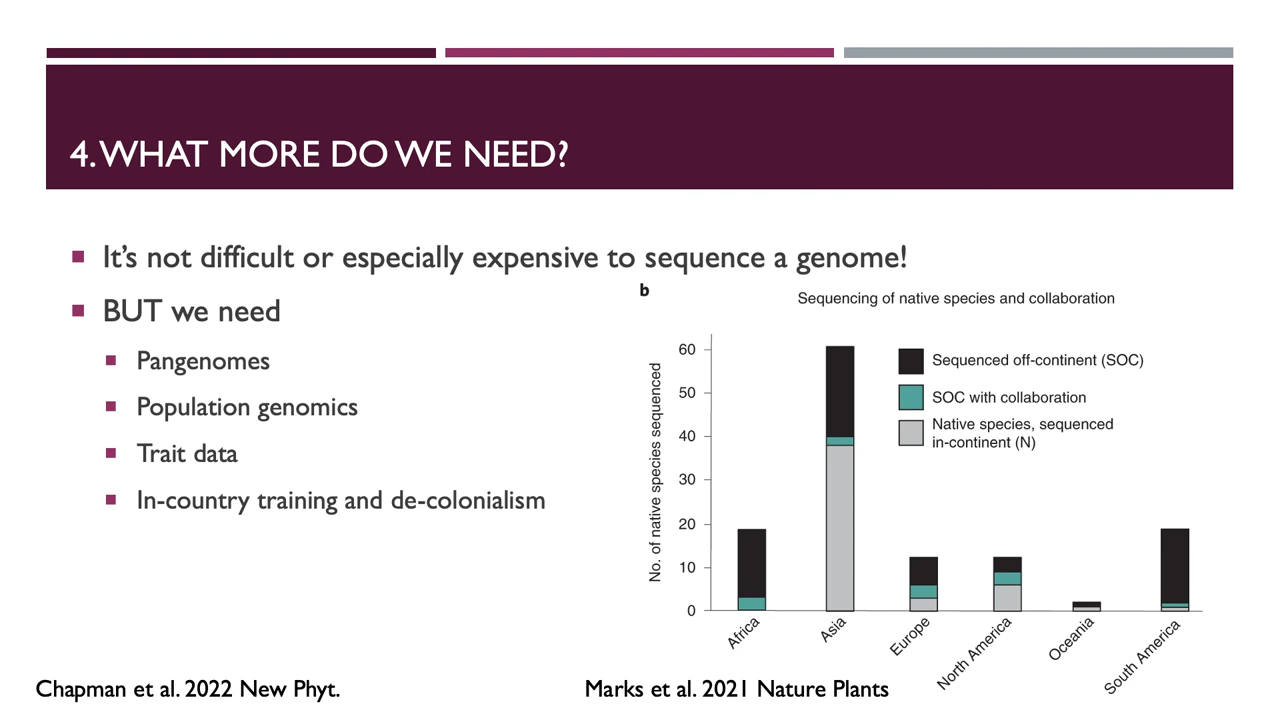 4. WHAT MORE DO WE NEED?
It's not difficult or especially expensive to sequence a genome!
BUT we need
Pangenomes
Population genomics
Trait data
In-country training and de-colonialism
b
Sequencing of native species and collaboration
No. of native species sequenced
60
50
40
30
20
10
0
Sequenced off-continent (SOC)
SOC with collaboration
Native species, sequenced
in-continent (N)
Africa
Asia
Europe
North America
Oceania
South America
Chapman et al. 2022 New Phyt.
Marks et al. 2021 Nature Plants